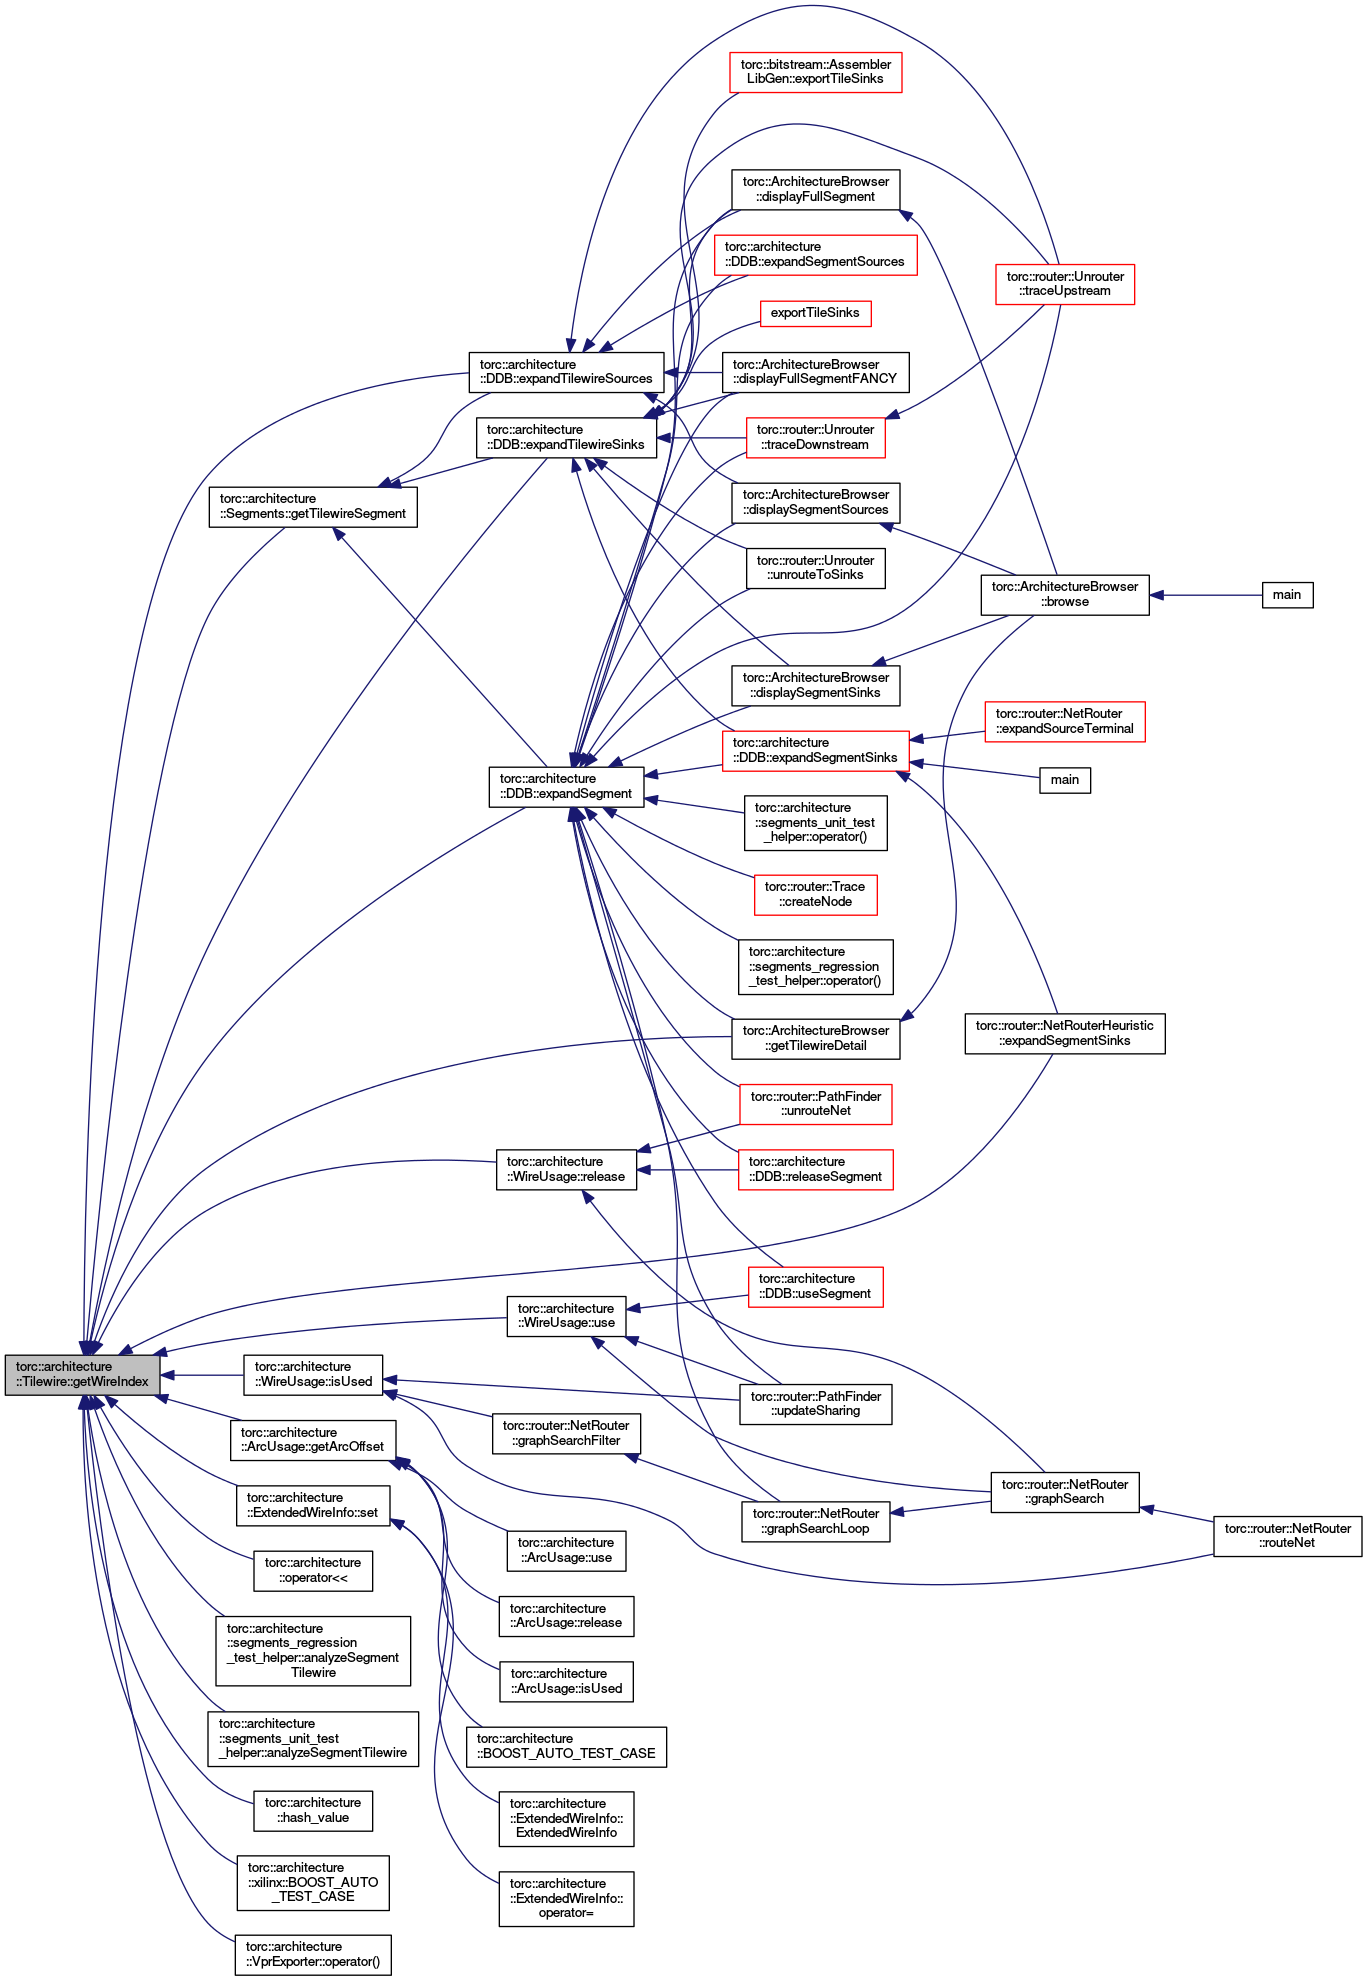 torc::bitstream::Assembler
LibGen::exportTileSinks
torc::ArchitectureBrowser
::displayFullSegment
torc::architecture
::DDB::expandSegmentSources
torc::router::Unrouter
::traceUpstream
exportTileSinks
torc::architecture
::DDB::expandTilewireSources
torc::ArchitectureBrowser
::displayFullSegmentFANCY
torc::architecture
::DDB::expandTilewireSinks
torc::router::Unrouter
::traceDownstream
torc::architecture
::Segments::getTilewireSegment
torc::ArchitectureBrowser
::displaySegmentSources
torc::router::Unrouter
::unrouteToSinks
torc::ArchitectureBrowser
::browse
main
torc::ArchitectureBrowser
::displaySegmentSinks
torc::router::NetRouter
::expandSourceTerminal
torc::architecture
::DDB::expandSegmentSinks
main
torc::architecture
::DDB::expandSegment
torc::architecture
::segments_unit_test
_helper::operator()
torc::router::Trace
::createNode
torc::architecture
::segments_regression
_test_helper::operator()
torc::ArchitectureBrowser
::getTilewireDetail
torc::router::NetRouterHeuristic
::expandSegmentSinks
torc::router::PathFinder
::unrouteNet
torc::architecture
::WireUsage::release
torc::architecture
::DDB::releaseSegment
torc::architecture
::DDB::useSegment
torc::architecture
::WireUsage::use
torc::architecture
::Tilewire::getWireIndex
torc::architecture
::WireUsage::isUsed
torc::router::PathFinder
::updateSharing
torc::architecture
::ArcUsage::getArcOffset
torc::router::NetRouter
::graphSearchFilter
torc::router::NetRouter
::graphSearch
torc::architecture
::ExtendedWireInfo::set
torc::router::NetRouter
::graphSearchLoop
torc::router::NetRouter
::routeNet
torc::architecture
::ArcUsage::use
torc::architecture
::operator<<
torc::architecture
::ArcUsage::release
torc::architecture
::segments_regression
_test_helper::analyzeSegment
Tilewire
torc::architecture
::ArcUsage::isUsed
torc::architecture
::segments_unit_test
_helper::analyzeSegmentTilewire
torc::architecture
::BOOST_AUTO_TEST_CASE
torc::architecture
::hash_value
torc::architecture
::ExtendedWireInfo::
ExtendedWireInfo
torc::architecture
::xilinx::BOOST_AUTO
_TEST_CASE
torc::architecture
::ExtendedWireInfo::
operator=
torc::architecture
::VprExporter::operator()